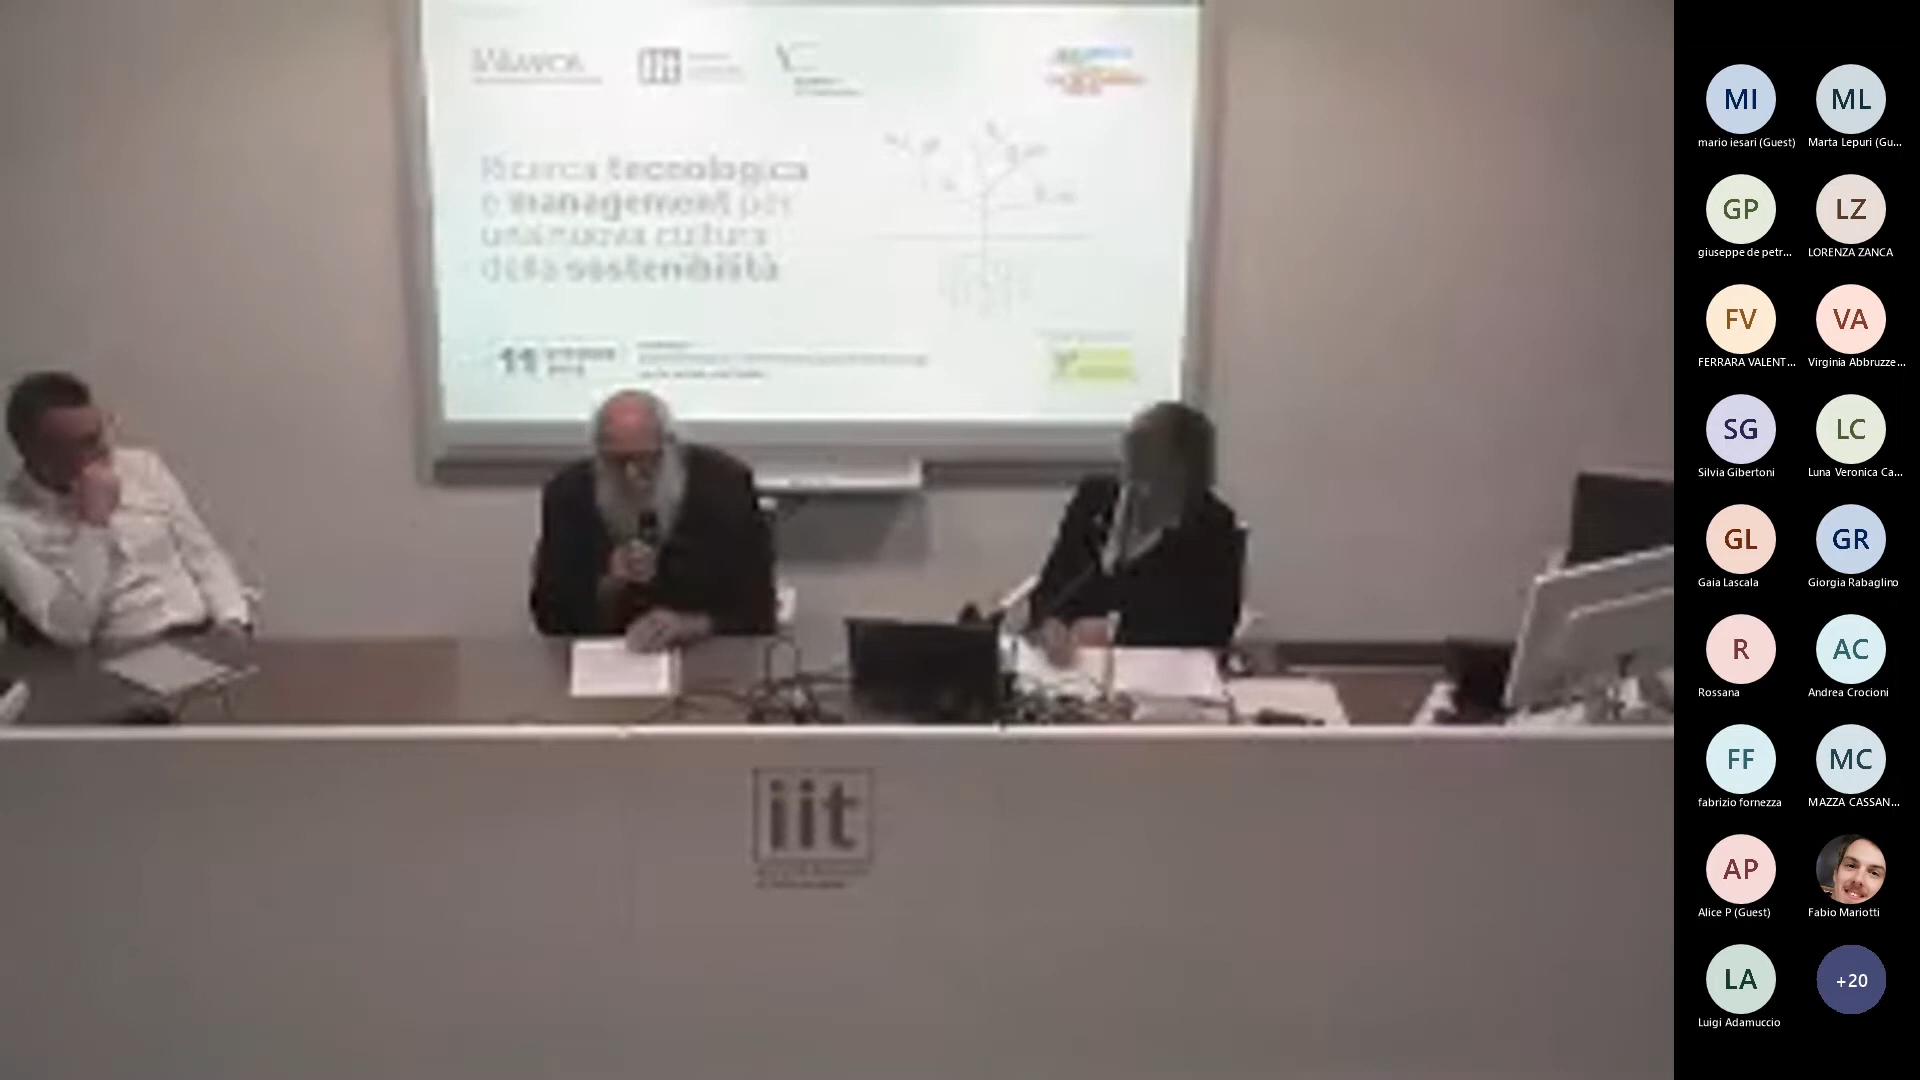 Ricerca tecnologica
e management per
una nuova cultura
della sostenibilità
11
iit
MI
mario iesari (Guest)
ML
Marta Lepuri (Gu...
GP
giuseppe de petr...
LZ
LORENZA ZANCA
FV
FERRARA VALENT...
VA
Virginia Abbruzze...
SG
Silvia Gibertoni
LC
Luna Veronica Ca...
GL
Gaia Lascala
GR
Giorgia Rabaglino
R
Rossana
AC
Andrea Crocioni
FF
fabrizio fornezza
MC
MAZZA CASSAN...
AP
Alice P (Guest)
Fabio Mariotti
LA
Luigi Adamuccio
+20